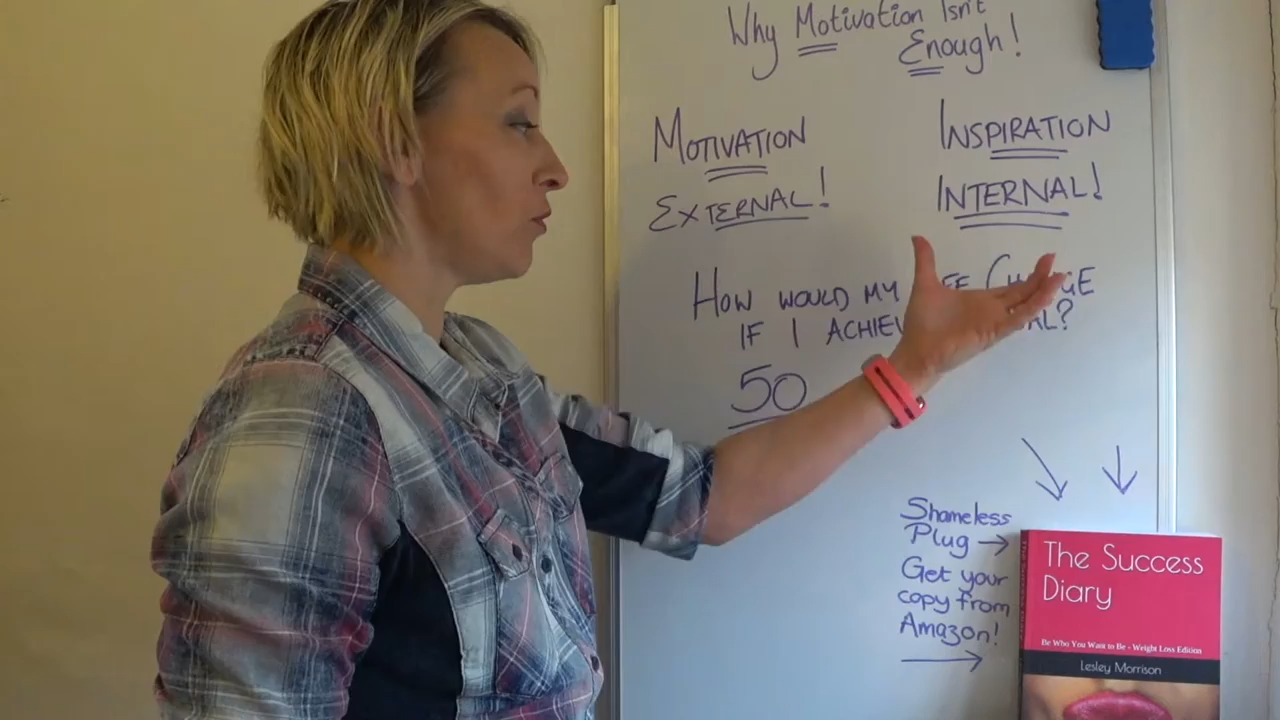 Why Motivation Isn't
Enough!
MOTIVATION
EXTERNAL!
INSPIRATION
INTERNAL!
HOW WOULD MY CHANGE
IF I ?
50
Shameless
Plug →
Get your
copy from
Amazon!
The Success
Diary
Be Who You Want to Be - Weight Loss Edition
Lesley Morrison